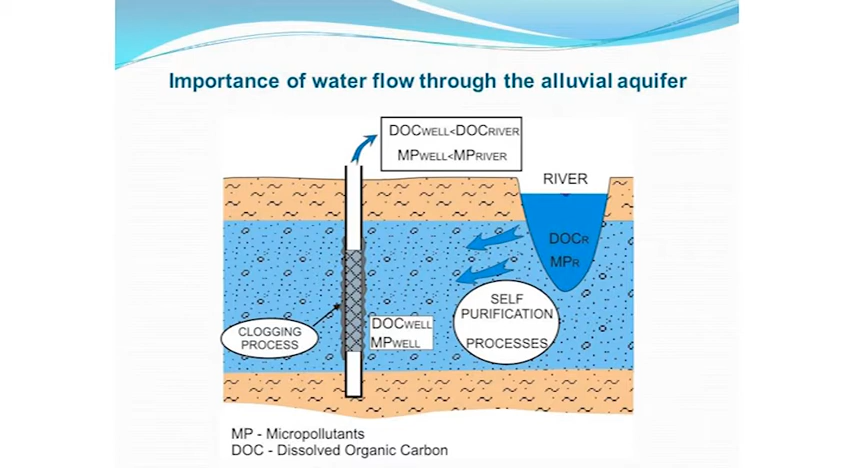 Importance of water flow through the alluvial aquifer
DOCWELL<DOCRIVER
MPWELL<MPRIVER
RIVER
DOCR
MPR
SELF
PURIFICATION
PROCESSES
CLOGGING
PROCESS
DOCWELL
MPWELL
MP - Micropollutants
DOC - Dissolved Organic Carbon